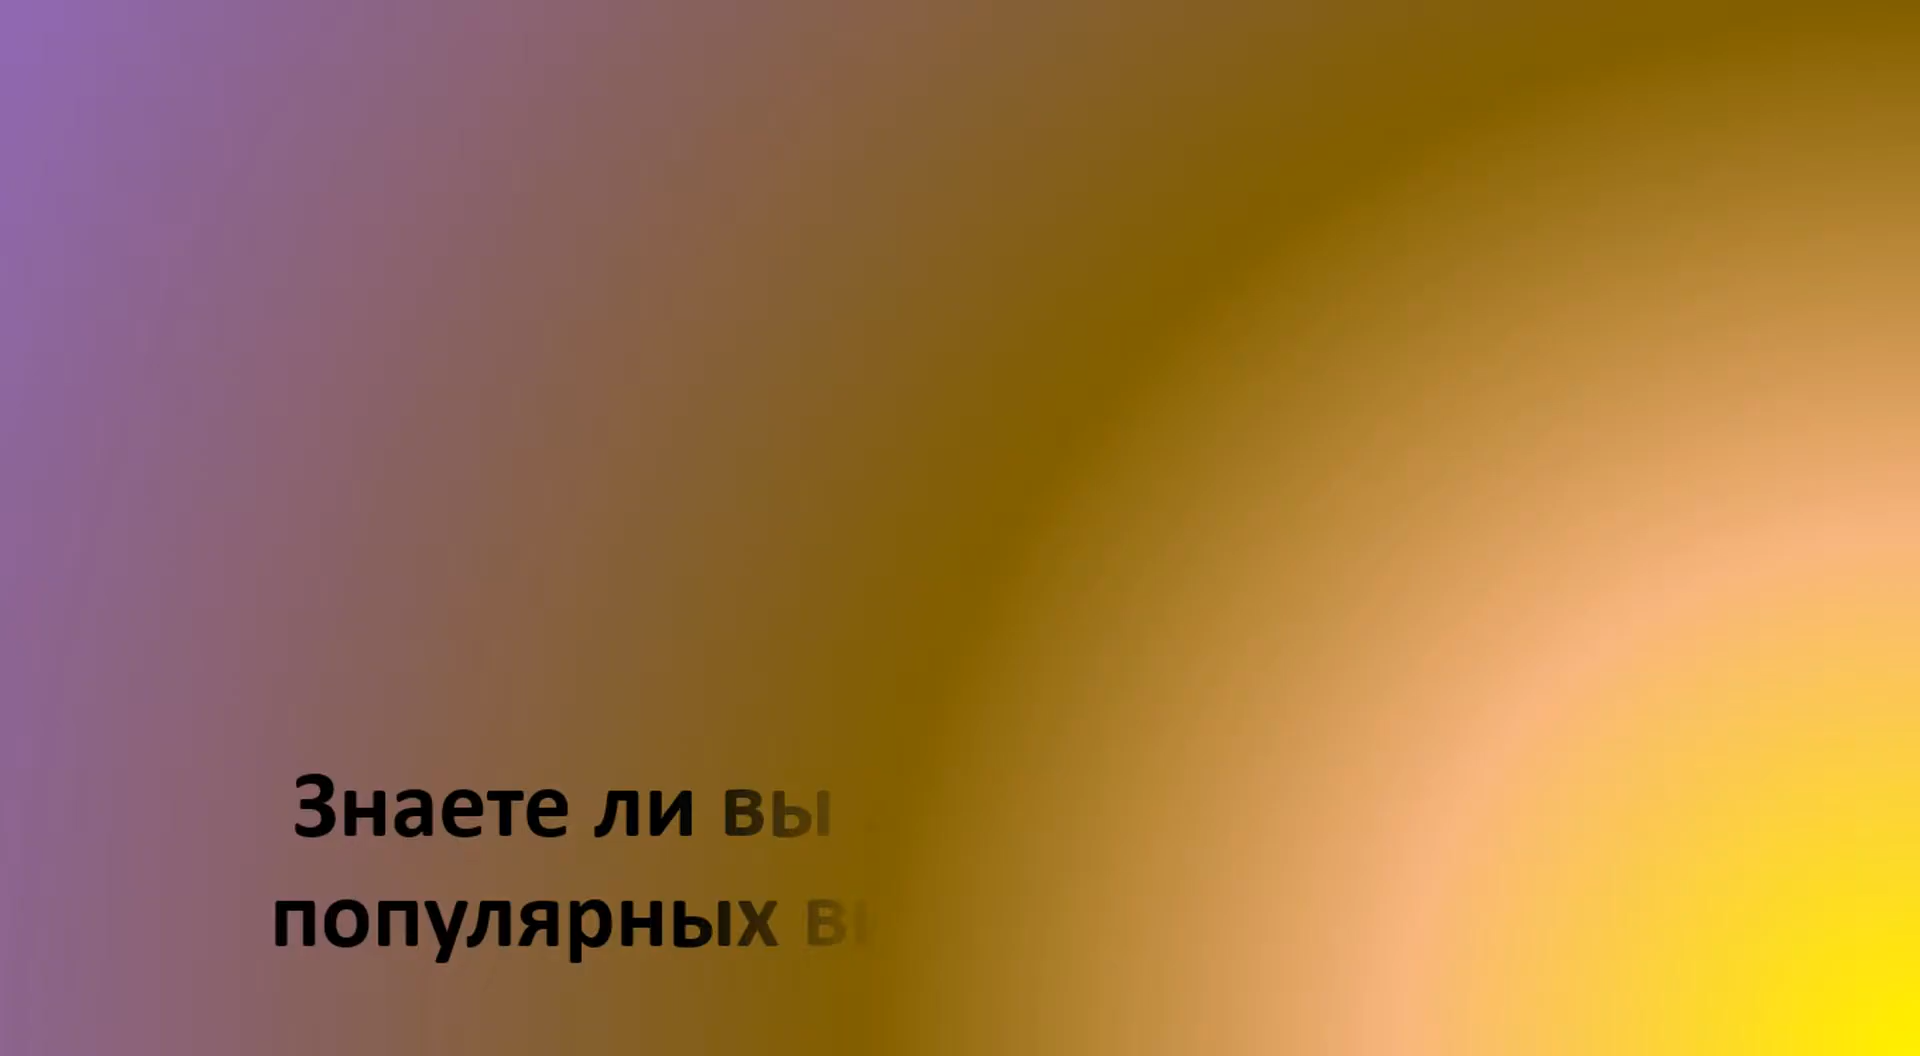 Знаете ли вы
популярных